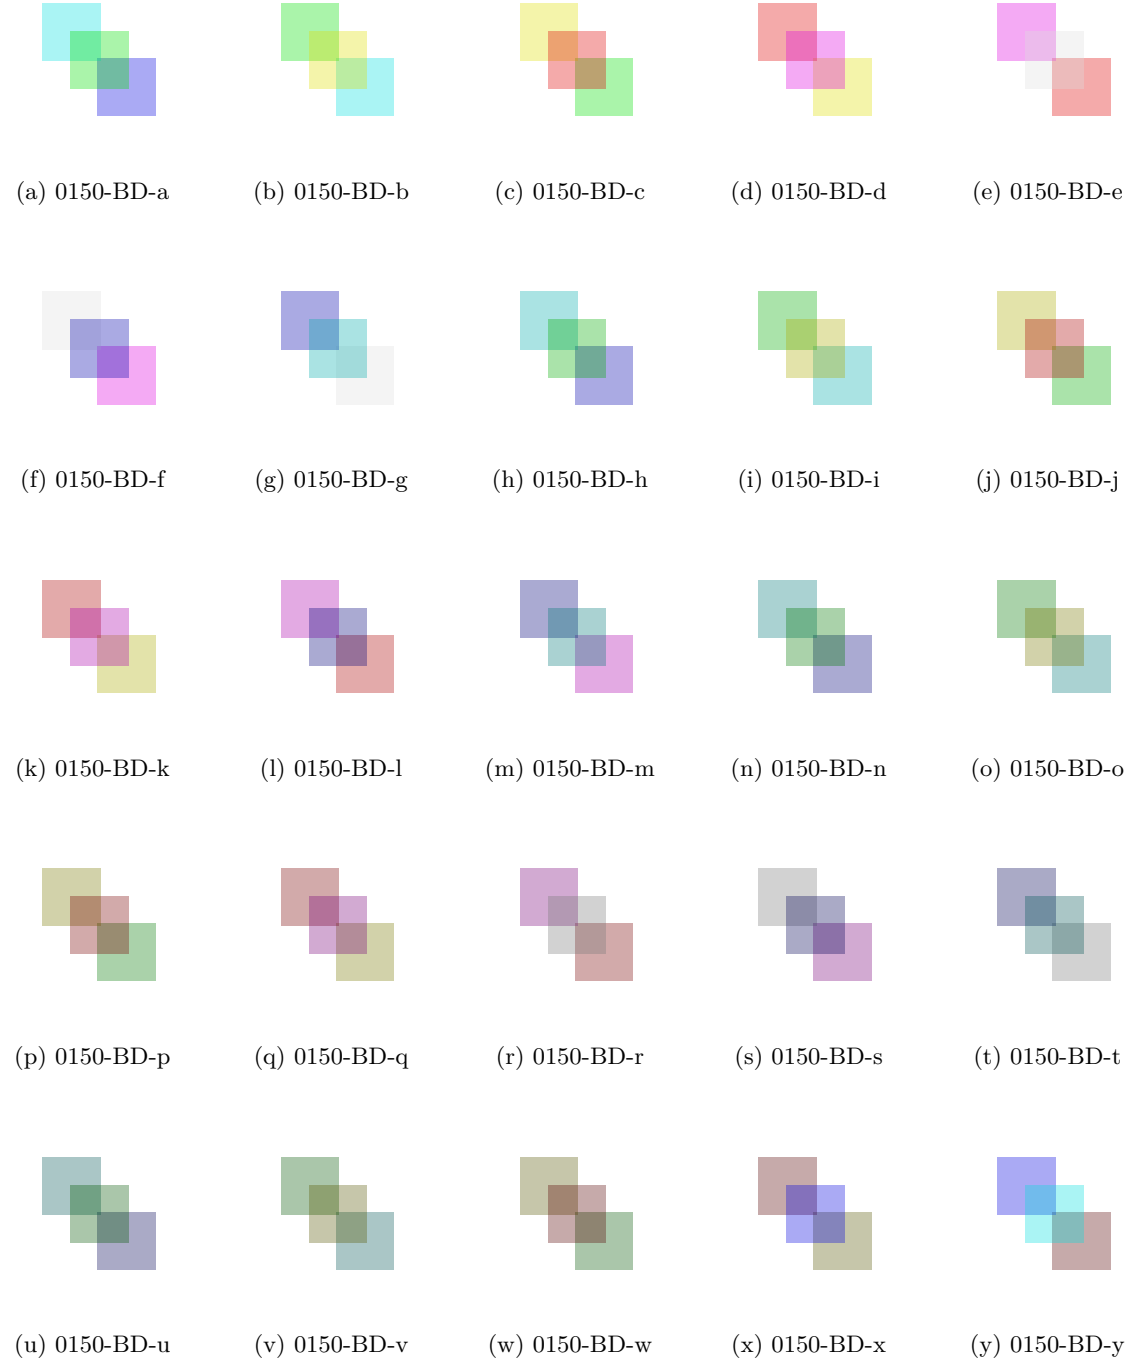 (a) 0150-BD-a (b) 0150-BD-b (c) 0150-BD-c (d) 0150-BD-d (e) 0150-BD-e
(f) 0150-BD-f (g) 0150-BD-g (h) 0150-BD-h (i) 0150-BD-i (j) 0150-BD-j
(k) 0150-BD-k (l) 0150-BD-l (m) 0150-BD-m (n) 0150-BD-n (o) 0150-BD-o
(p) 0150-BD-p (q) 0150-BD-q (r) 0150-BD-r (s) 0150-BD-s (t) 0150-BD-t
(u) 0150-BD-u (v) 0150-BD-v (w) 0150-BD-w (x) 0150-BD-x (y) 0150-BD-y